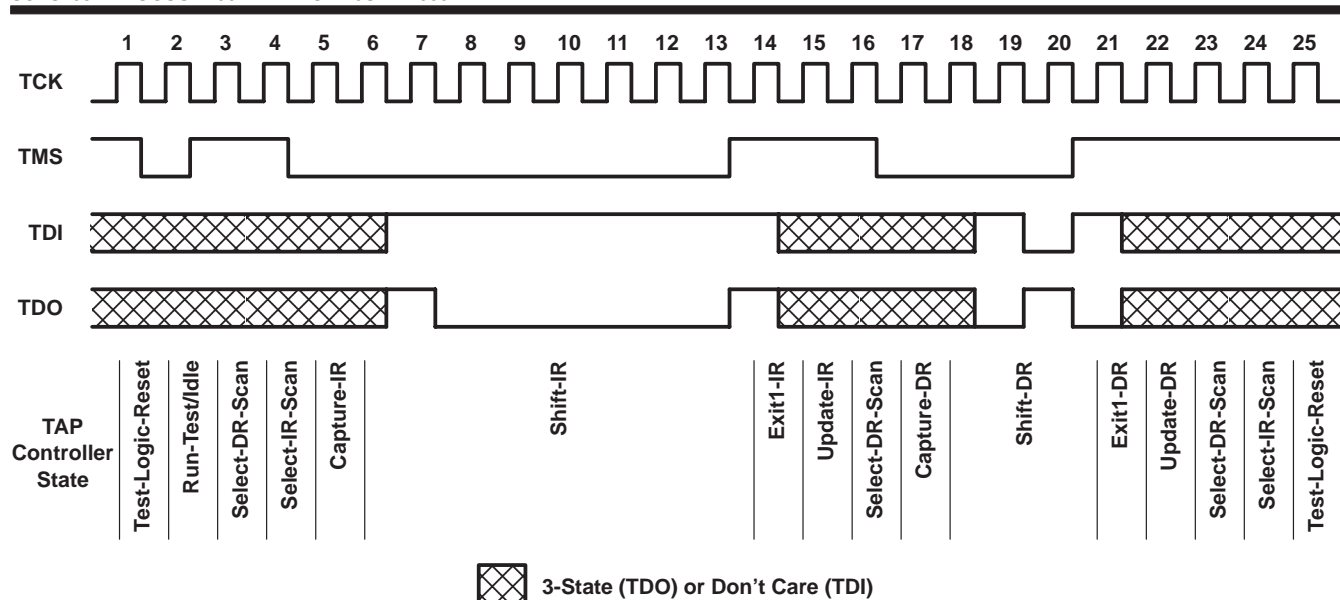 1 2 3 4 5 6 7 8 9 10 11 12 13 14 15 16 17 18 19 20 21 22 23 24 25
TCK
TMS
TDI
TDO
TAP
Controller
State
Test-Logic-Reset
Run-Test/Idle
Select-DR-Scan
Select-IR-Scan
Capture-IR
Shift-IR
Exit1-IR
Update-IR
Select-DR-Scan
Capture-DR
Shift-DR
Exit1-DR
Update-DR
Select-DR-Scan
Select-IR-Scan
Test-Logic-Reset
3-State (TDO) or Don't Care (TDI)